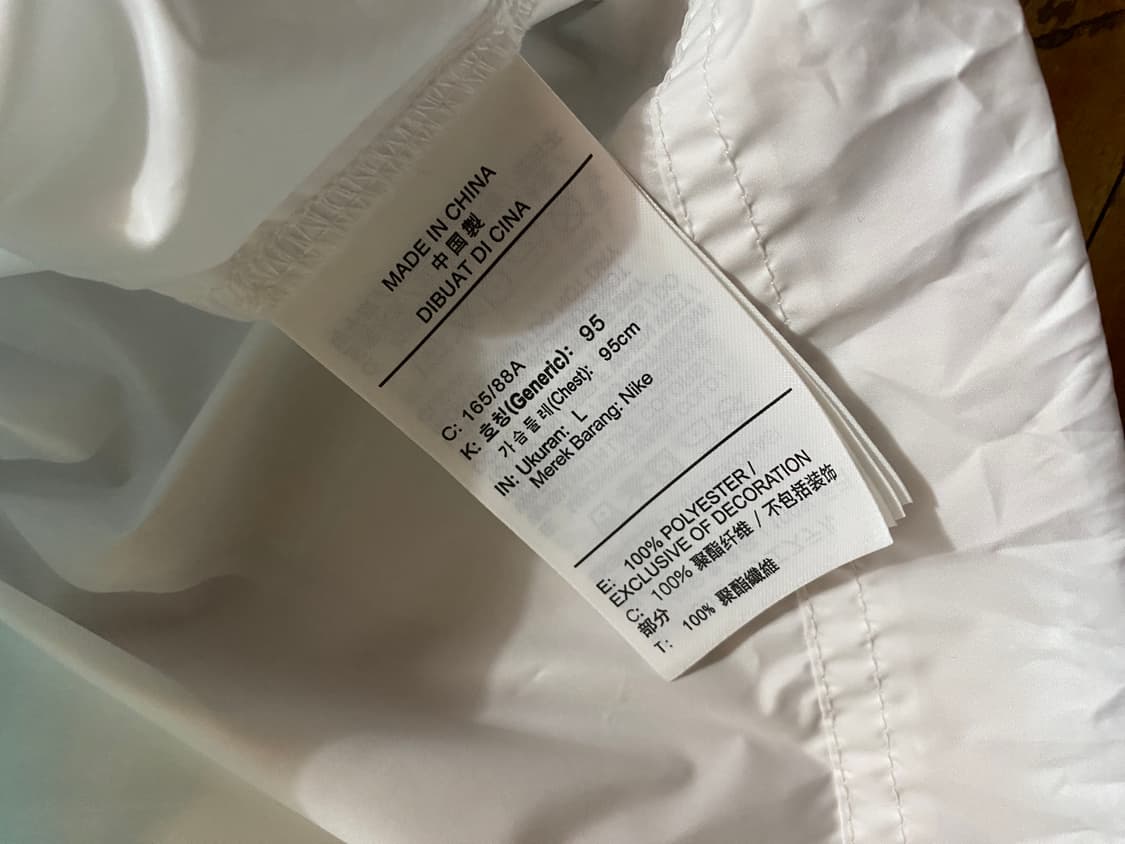 MADE IN CHINA
中国製
DIBUAT DI CINA
C: 165/88A
K: 호칭(Generic): 95
가슴둘레(Chest): 95cm
IN: Ukuran: L
Merek Barang: Nike
E: 100% POLYESTER /
EXCLUSIVE OF DECORATION
C: 100% 聚酯纤维 / 不包括装饰
部分
T: 100% 聚酯纖維